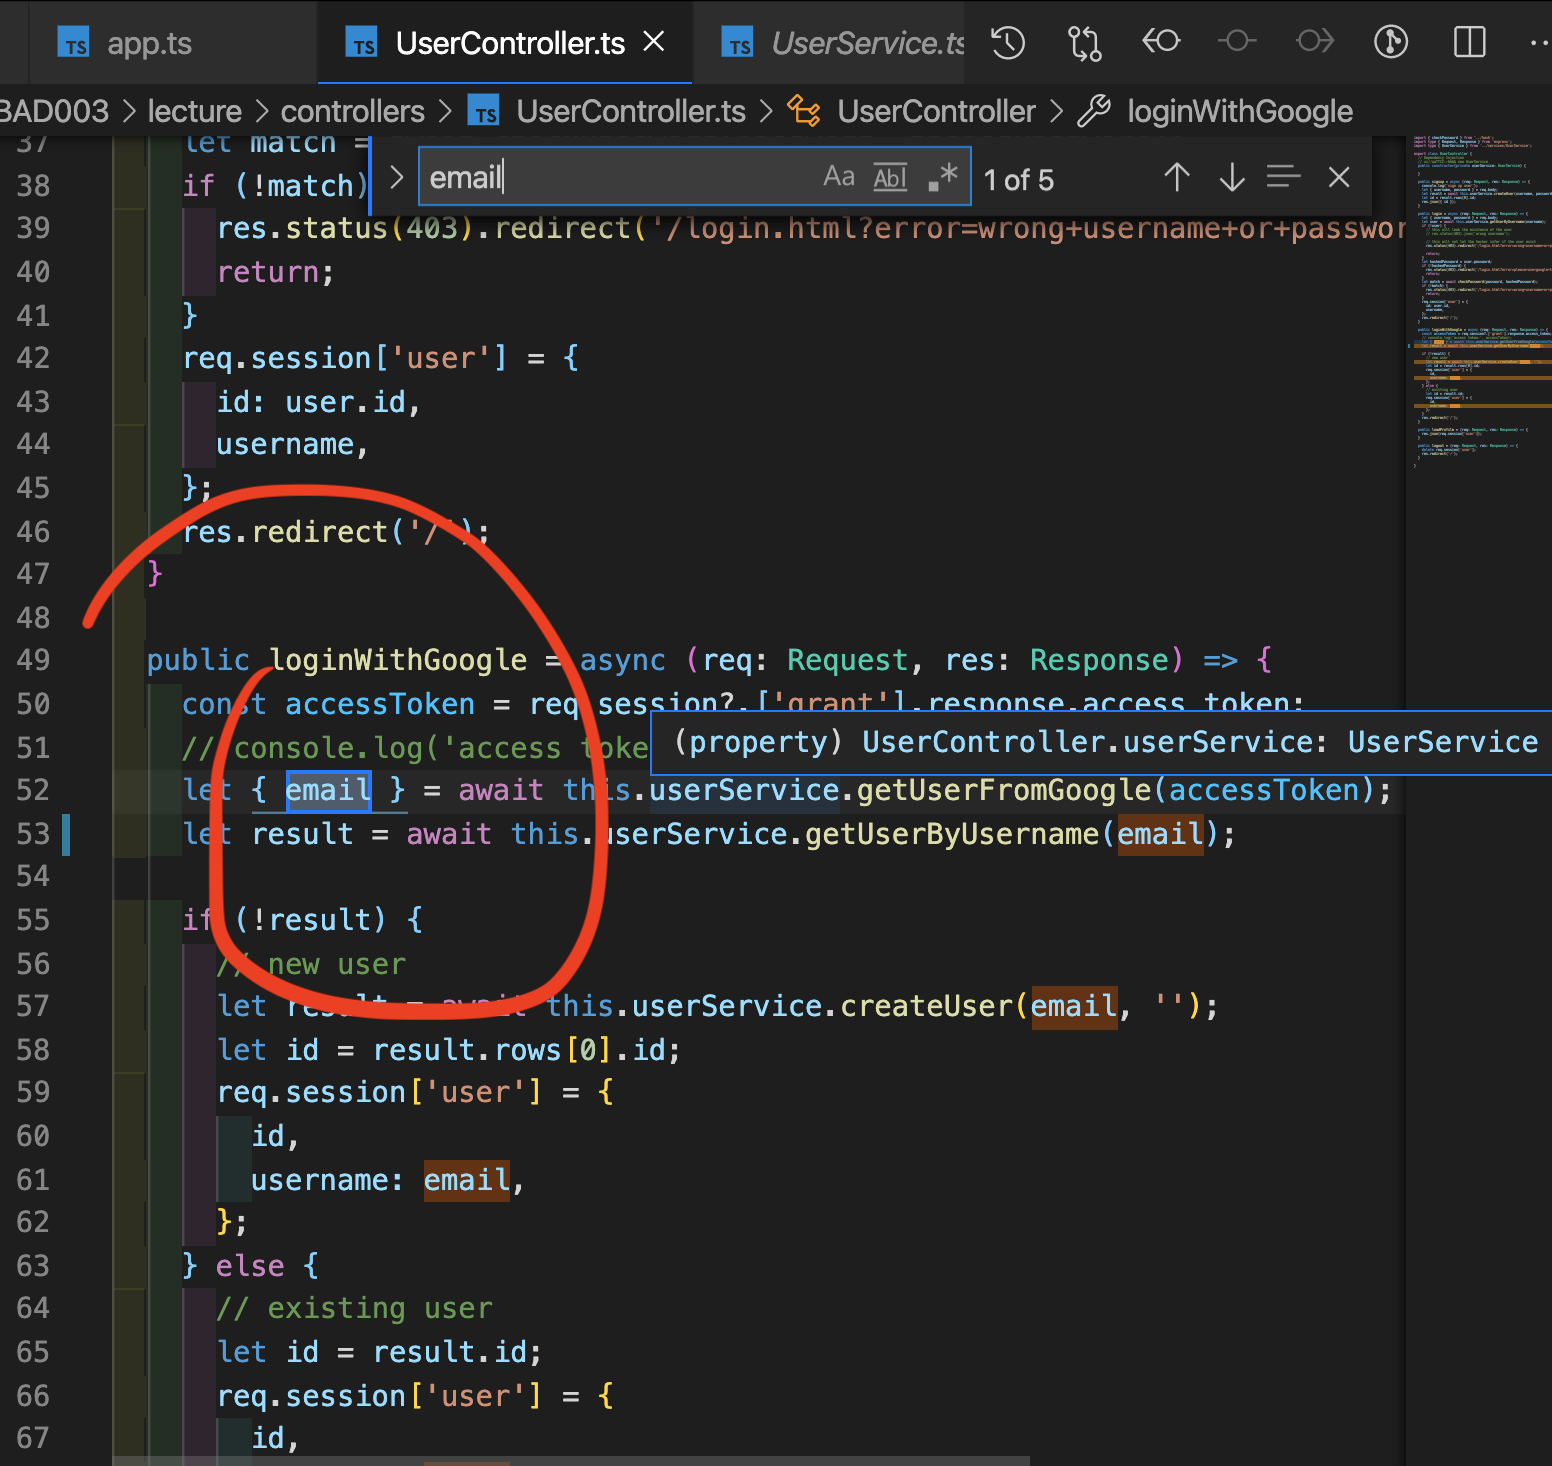 TS app.ts
TS UserController.ts
TS UserService.ts
BAD003 > lecture > controllers > TS UserController.ts > UserController > loginWithGoogle
email
Aa Abl .* 1 of 5
37 let match =
38 if (!match)
39 res.status(403).redirect('/login.html?error=wrong+username+or+passwor
40 return;
41 }
42 req.session['user'] = {
43 id: user.id,
44 username,
45 };
46 res.redirect('/');
47 }
48
49 public loginWithGoogle = async (req: Request, res: Response) => {
50 const accessToken = req.session?.['grant'].response.access_token;
51 // console.log('access toke
(property) UserController.userService: UserService
52 let { email } = await this.userService.getUserFromGoogle(accessToken);
53 let result = await this.userService.getUserByUsername(email);
54
55 if (!result) {
56 // new user
57 let result = await this.userService.createUser(email, '');
58 let id = result.rows[0].id;
59 req.session['user'] = {
60 id,
61 username: email,
62 };
63 } else {
64 // existing user
65 let id = result.id;
66 req.session['user'] = {
67 id,